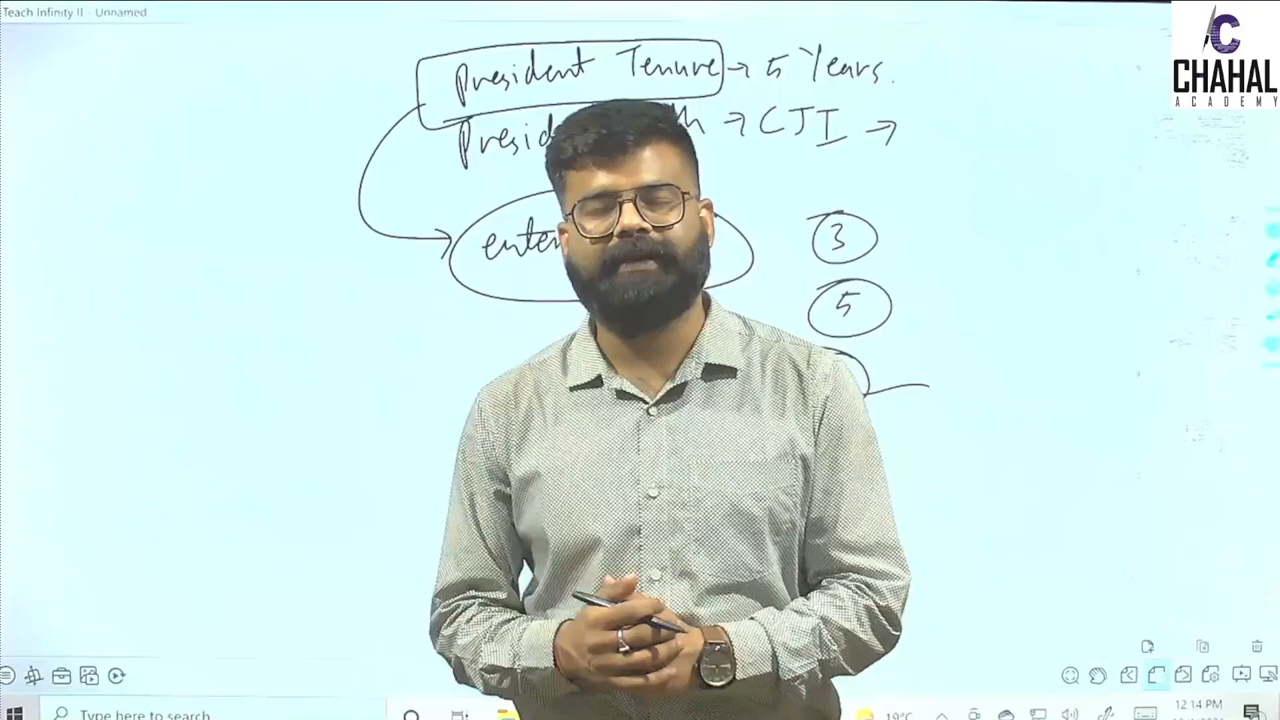 Teach Infinity II - Unnamed
C
CHAHAL
ACADEMY
President Tenure → 5 Years.
→ CJI →
3
5
Type here to search
19°C
12:14 PM